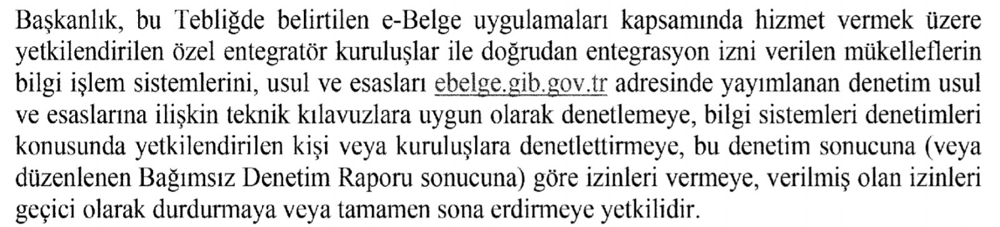 Başkanlık, bu Tebliğde belirtilen e-Belge uygulamaları kapsamında hizmet vermek üzere
yetkilendirilen özel entegratör kuruluşlar ile doğrudan entegrasyon izni verilen mükelleflerin
bilgi işlem sistemlerini, usul ve esasları ebelge.gib.gov.tr adresinde yayımlanan denetim usul
ve esaslarına ilişkin teknik kılavuzlara uygun olarak denetlemeye, bilgi sistemleri denetimleri
konusunda yetkilendirilen kişi veya kuruluşlara denetlettirmeye, bu denetim sonucuna (veya
düzenlenen Bağımsız Denetim Raporu sonucuna) göre izinleri vermeye, verilmiş olan izinleri
geçici olarak durdurmaya veya tamamen sona erdirmeye yetkilidir.